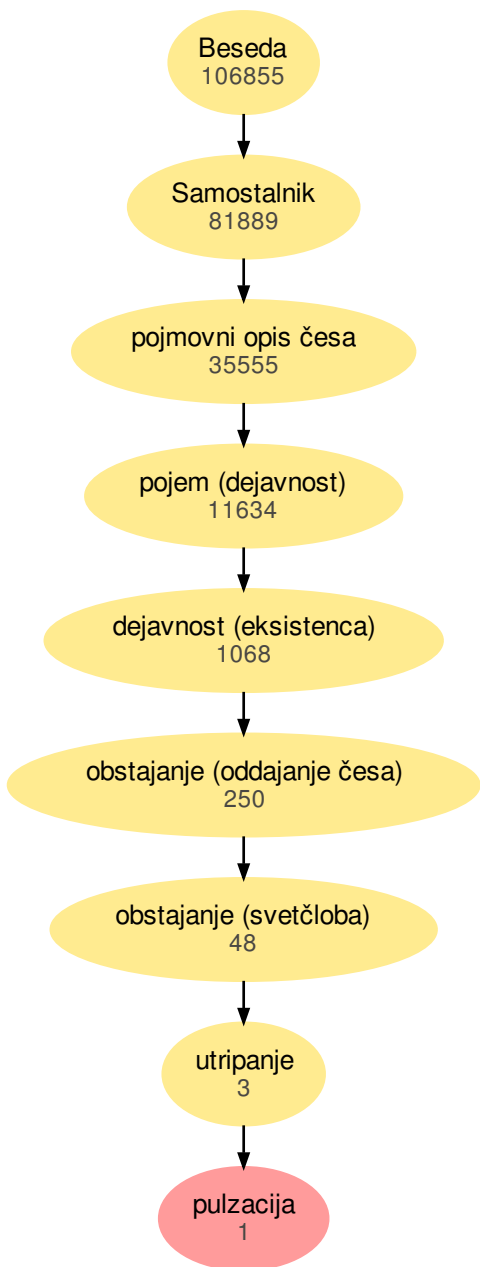 Beseda
106855
Samostalnik
81889
pojmovni opis česa
35555
pojem (dejavnost)
11634
dejavnost (eksistenca)
1068
obstajanje (oddajanje česa)
250
obstajanje (svetčloba)
48
utripanje
3
pulzacija
1